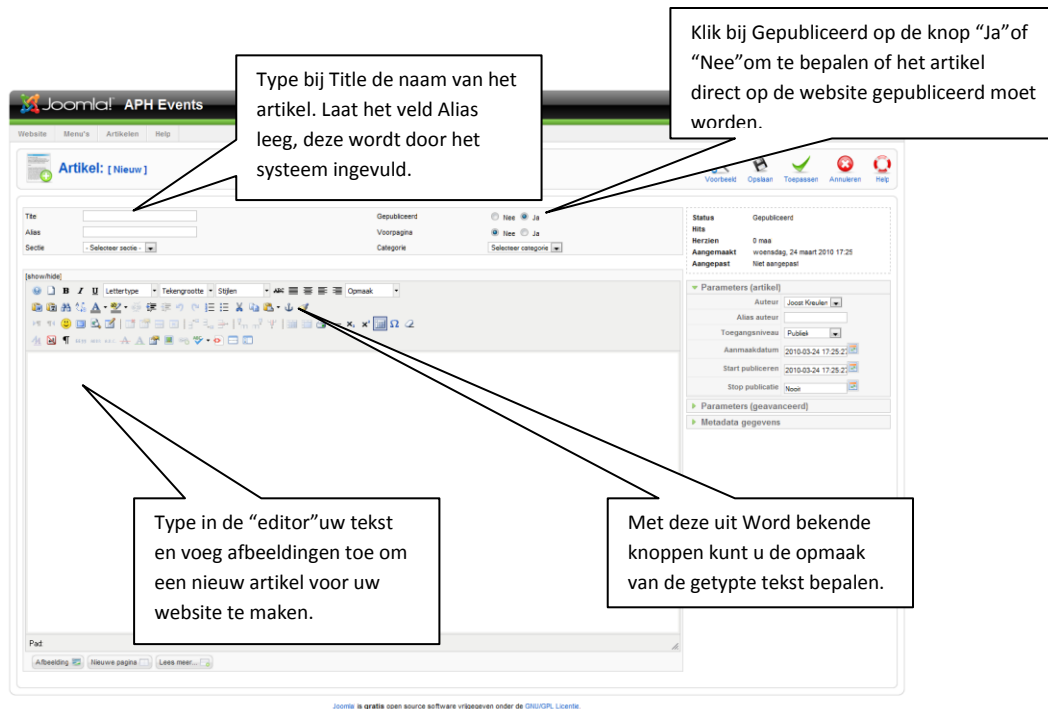 Klik bij Gepubliceerd op de knop “Ja”of
“Nee”om te bepalen of het artikel
direct op de website gepubliceerd moet
worden.
Type bij Title de naam van het
artikel. Laat het veld Alias
leeg, deze wordt door het
systeem ingevuld.
Joomla! APH Events
Website Menu's Artikelen Help
Artikel: [ Nieuw ]
Voorbeeld Opslaan Toepassen Annuleren Help
Title Gepubliceerd Nee Ja
Alias Voorpagina Nee Ja
Sectie - Selecteer sectie - Categorie Selecteer categorie
Status Gepubliceerd
Hits
Herzien 0 maa
Aangemaakt woensdag, 24 maart 2010 17:25
Aangepast Niet aangepast
[show/hide]
B I U Lettertype Tekengrootte Stijlen ABC Opmaak
Parameters (artikel)
Auteur Joost Kreulen
Alias auteur
Toegangsniveau Publiek
Aanmaakdatum 2010-03-24 17:25:27
Start publiceren 2010-03-24 17:25:27
Stop publicatie Nooit
Parameters (geavanceerd)
Metadata gegevens
Type in de “editor”uw tekst
en voeg afbeeldingen toe om
een nieuw artikel voor uw
website te maken.
Met deze uit Word bekende
knoppen kunt u de opmaak
van de getypte tekst bepalen.
Pad:
Afbeelding Nieuwe pagina Lees meer...
Joomla! is gratis open source software vrijgegeven onder de GNU/GPL Licentie.